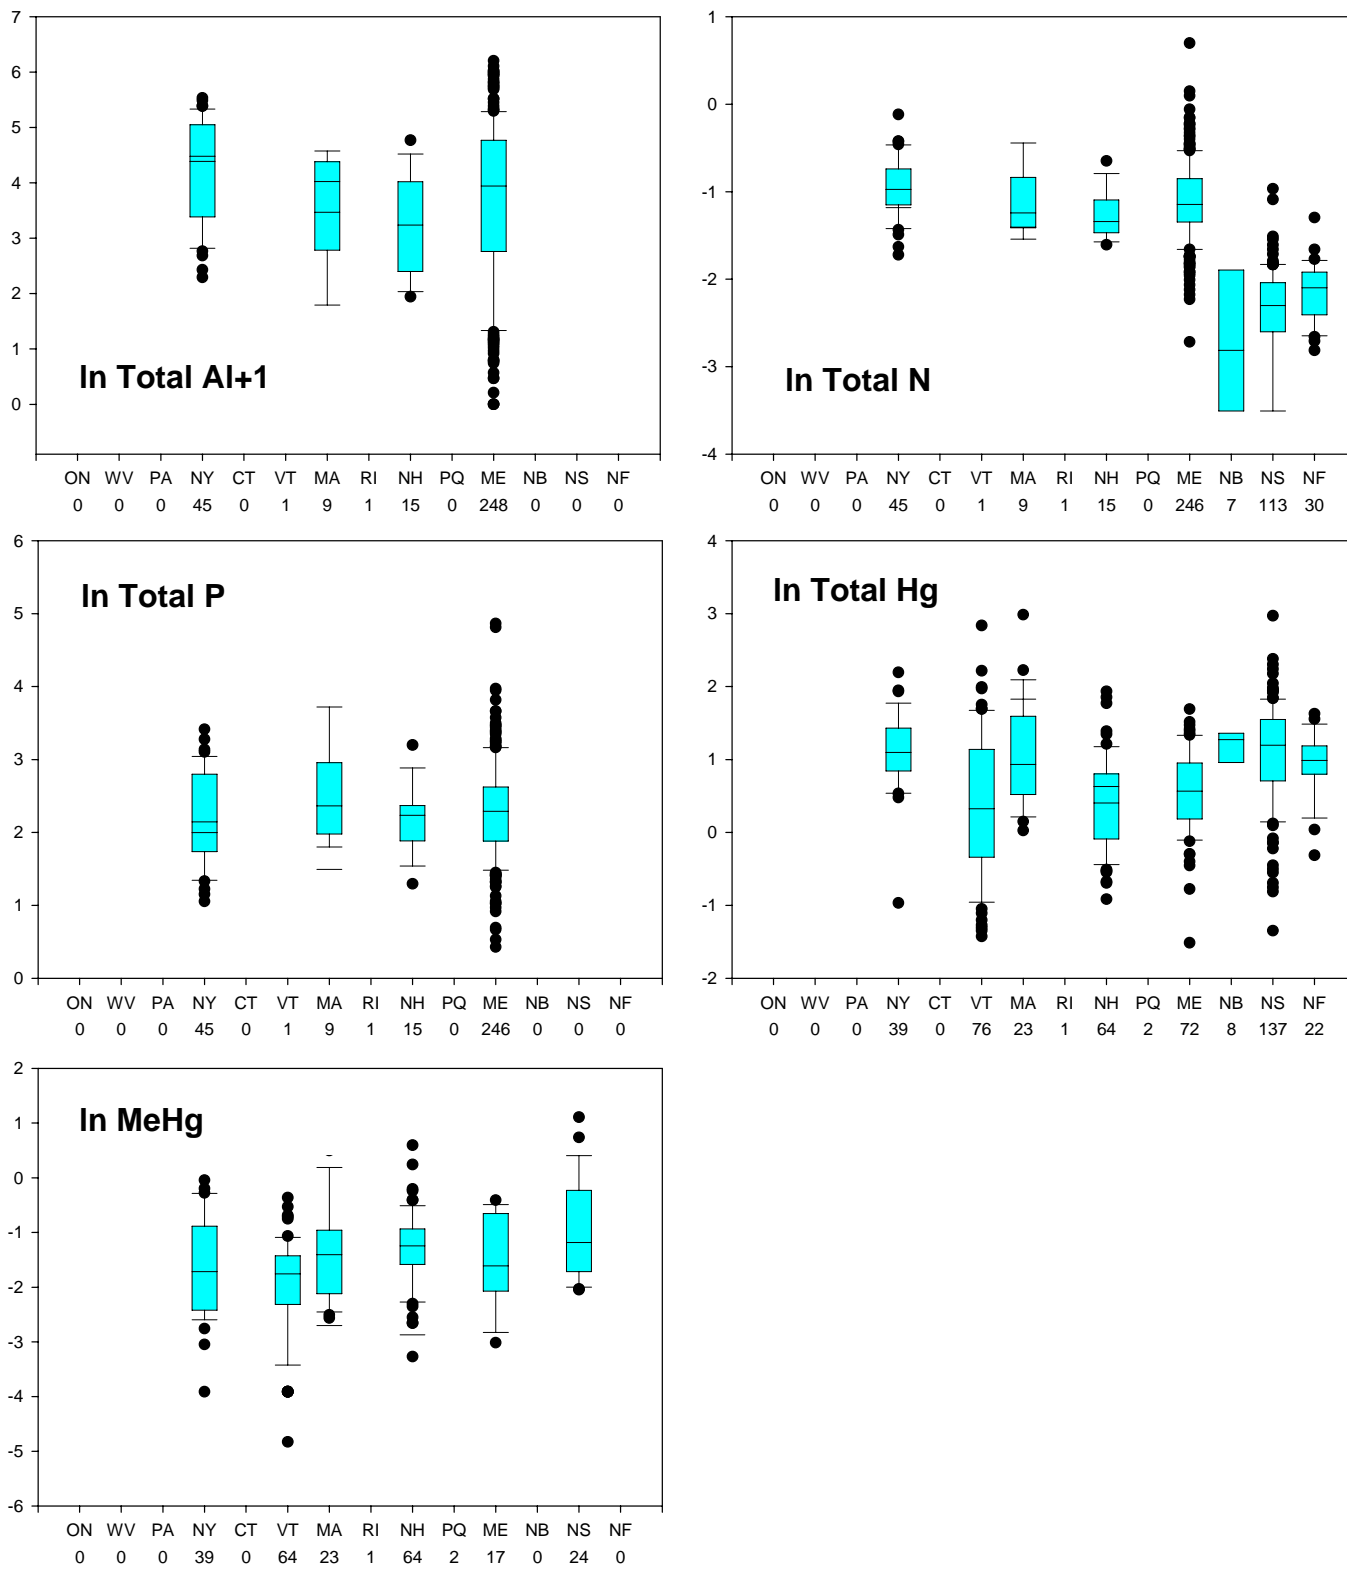 7
6
5
4
3
2
1
0
ln Total Al+1
ON WV PA NY CT VT MA RI NH PQ ME NB NS NF
0 0 0 45 0 1 9 1 15 0 248 0 0 0
1
0
-1
-2
-3
-4
ln Total N
ON WV PA NY CT VT MA RI NH PQ ME NB NS NF
0 0 0 45 0 1 9 1 15 0 246 7 113 30
6
5
4
3
2
1
0
ln Total P
ON WV PA NY CT VT MA RI NH PQ ME NB NS NF
0 0 0 45 0 1 9 1 15 0 246 0 0 0
4
3
2
1
0
-1
-2
ln Total Hg
ON WV PA NY CT VT MA RI NH PQ ME NB NS NF
0 0 0 39 0 76 23 1 64 2 72 8 137 22
2
1
0
-1
-2
-3
-4
-5
-6
ln MeHg
ON WV PA NY CT VT MA RI NH PQ ME NB NS NF
0 0 0 39 0 64 23 1 64 2 17 0 24 0